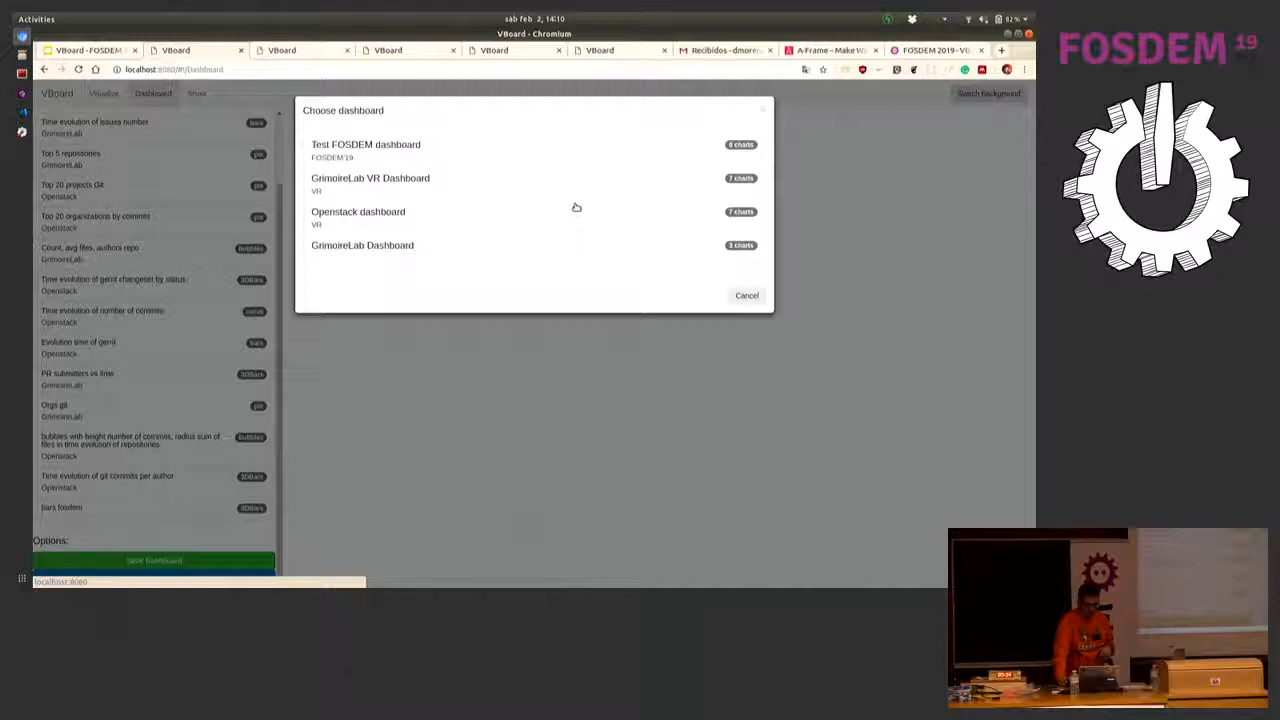 Activities
sab feb 2, 14:10
82%
VBoard - Chromium
VBoard - FOSDEM
VBoard
VBoard
VBoard
VBoard
VBoard
Recibidos - dmoren
A-Frame – Make W
FOSDEM 2019 - VB
localhost:8080/#!/Dashboard
VBoard
Visualize
Dashboard
Show
Switch background
Time evolution of issues number
bars
GrimoireLab
Top 5 repositories
pie
GrimoireLab
Top 20 projects Git
pie
Openstack
Top 20 organizations by commits
pie
Openstack
Count, avg files, authors repo
bubbles
GrimoireLab
Time evolution of gerrit changeset by status
3DBars
Openstack
Time evolution of number of commits
curve
Openstack
Evolution time of gerrit
bars
Openstack
PR submitters vs time
3DBars
GrimoireLab
Orgs git
pie
GrimoireLab
bubbles with height number of commits, radius sum of
files in time evolution of repositories
bubbles
Openstack
Time evolution of git commits per author
3DBars
Openstack
bars fosdem
3DBars
Options:
Save Dashboard
localhost:8080
Choose dashboard
Test FOSDEM dashboard
FOSDEM'19
6 charts
GrimoireLab VR Dashboard
VR
7 charts
Openstack dashboard
VR
7 charts
GrimoireLab Dashboard
3 charts
Cancel
FOSDEM 19